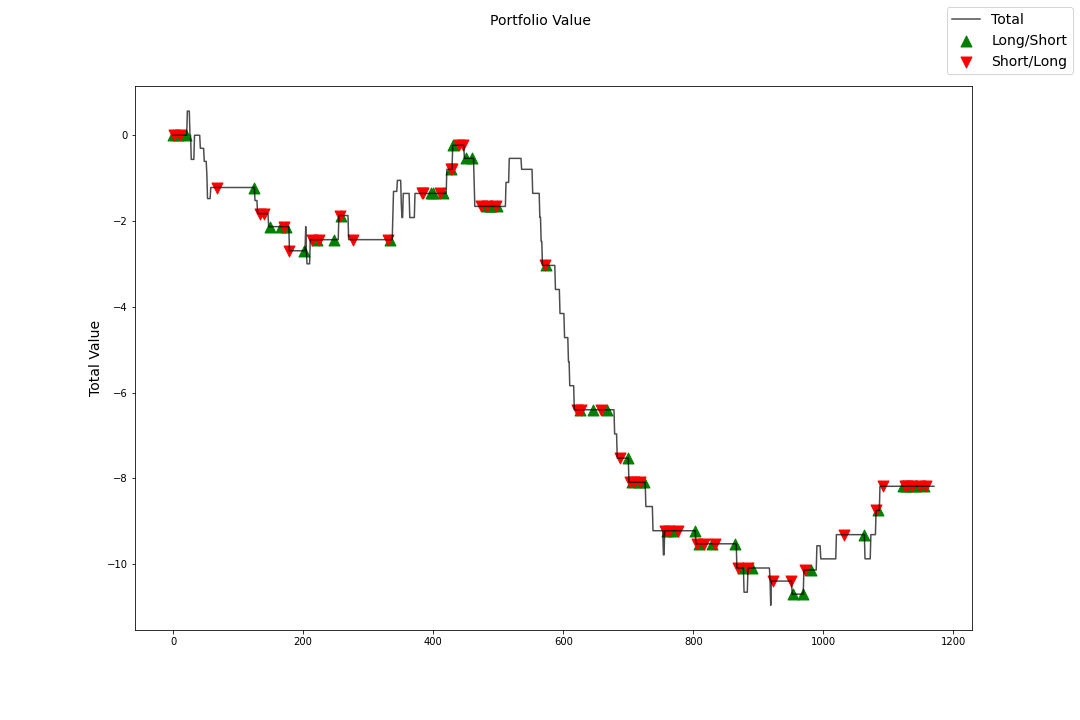 Portfolio Value
Total
Long/Short
Short/Long
Total Value
0
−2
−4
−6
−8
−10
0
200
400
600
800
1000
1200